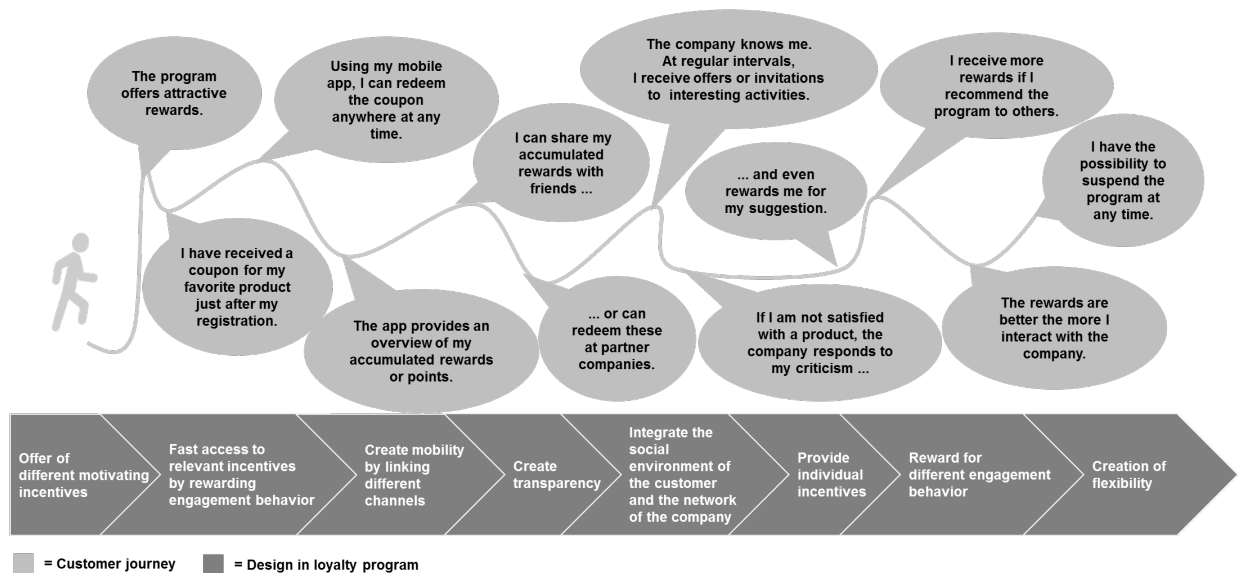 The program
offers attractive
rewards.
I have received a
coupon for my
favorite product
just after my
registration.
Using my mobile
app, I can redeem
the coupon
anywhere at any
time.
The app provides an
overview of my
accumulated rewards
or points.
I can share my
accumulated
rewards with
friends ...
... or can
redeem these
at partner
companies.
The company knows me.
At regular intervals,
I receive offers or invitations
to interesting activities.
If I am not satisfied
with a product, the
company responds to
my criticism ...
... and even
rewards me for
my suggestion.
I receive more
rewards if I
recommend the
program to others.
The rewards are
better the more I
interact with the
company.
I have the
possibility to
suspend the
program at
any time.
Offer of
different motivating
incentives
Fast access to
relevant incentives
by rewarding
engagement behavior
Create mobility
by linking
different
channels
Create
transparency
Integrate the
social
environment of
the customer
and the network
of the company
Provide
individual
incentives
Reward for
different engagement
behavior
Creation of
flexibility
= Customer journey
= Design in loyalty program